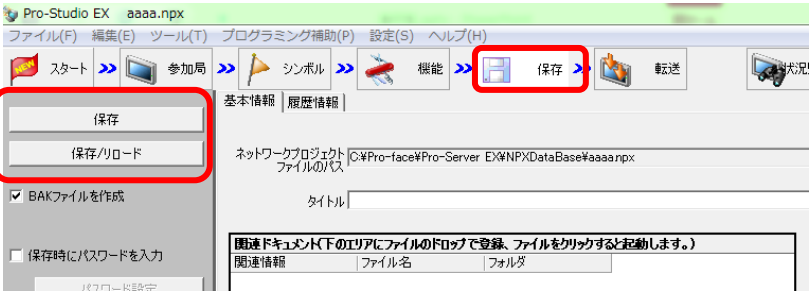 Pro-Studio EX aaaa.npx
ファイル(F) 編集(E) ツール(T) プログラミング補助(P) 設定(S) ヘルプ(H)
NEW スタート 参加局 シンボル 機能 保存 転送 状況
基本情報 履歴情報
保存
保存/リロード
ネットワークプロジェクト
ファイルのパス
C:¥Pro-face¥Pro-Server EX¥NPXDataBase¥aaaa.npx
BAKファイルを作成
タイトル
関連ドキュメント(下のエリアにファイルのドロップで登録、ファイルをクリックすると起動します。)
保存時にパスワードを入力
関連情報 ファイル名 フォルダ
パスワード設定